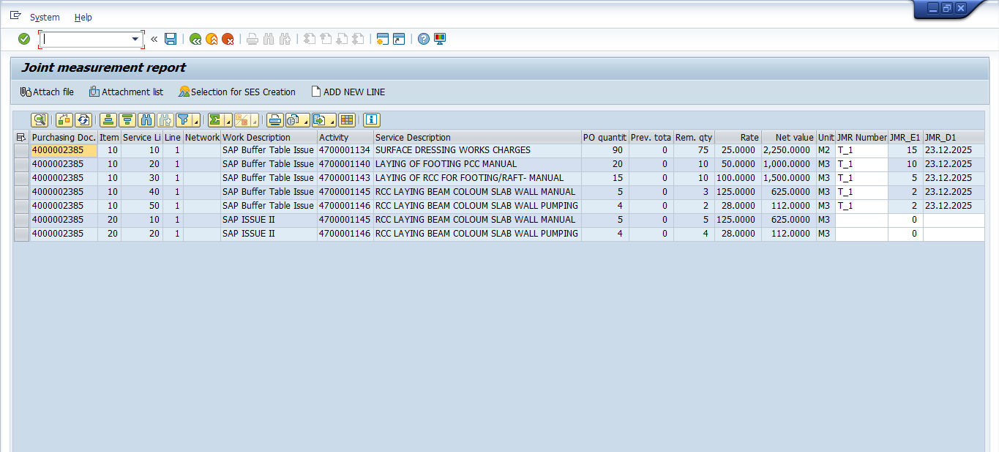 System Help
Joint measurement report
Attach file Attachment list Selection for SES Creation ADD NEW LINE
Purchasing Doc. Item Service Li Line Network Work Description Activity Service Description PO quantit Prev. tota Rem. qty Rate Net value Unit JMR Number JMR_E1 JMR_D1
4000002385 10 10 1 SAP Buffer Table Issue 4700001134 SURFACE DRESSING WORKS CHARGES 90 0 75 25.0000 2,250.0000 M2 T_1 15 23.12.2025
4000002385 10 20 1 SAP Buffer Table Issue 4700001140 LAYING OF FOOTING PCC MANUAL 20 0 10 50.0000 1,000.0000 M3 T_1 10 23.12.2025
4000002385 10 30 1 SAP Buffer Table Issue 4700001143 LAYING OF RCC FOR FOOTING/RAFT- MANUAL 15 0 10 100.0000 1,500.0000 M3 T_1 5 23.12.2025
4000002385 10 40 1 SAP Buffer Table Issue 4700001145 RCC LAYING BEAM COLOUM SLAB WALL MANUAL 5 0 3 125.0000 625.0000 M3 T_1 2 23.12.2025
4000002385 10 50 1 SAP Buffer Table Issue 4700001146 RCC LAYING BEAM COLOUM SLAB WALL PUMPING 4 0 2 28.0000 112.0000 M3 T_1 2 23.12.2025
4000002385 20 10 1 SAP ISSUE II 4700001145 RCC LAYING BEAM COLOUM SLAB WALL MANUAL 5 0 5 125.0000 625.0000 M3 0
4000002385 20 20 1 SAP ISSUE II 4700001146 RCC LAYING BEAM COLOUM SLAB WALL PUMPING 4 0 4 28.0000 112.0000 M3 0